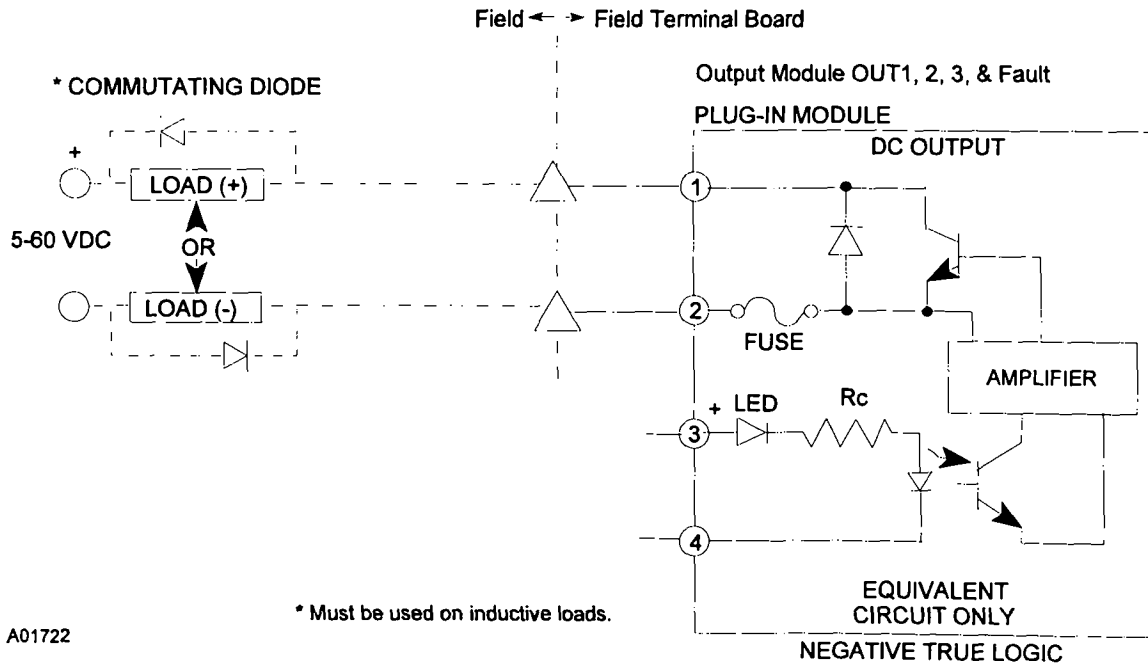 Field ← → Field Terminal Board
* COMMUTATING DIODE
Output Module OUT1, 2, 3, & Fault
PLUG-IN MODULE
DC OUTPUT
+
LOAD (+)
1
5-60 VDC
OR
LOAD (-)
2
FUSE
AMPLIFIER
+ LED
Rc
3
4
EQUIVALENT
CIRCUIT ONLY
* Must be used on inductive loads.
A01722
NEGATIVE TRUE LOGIC